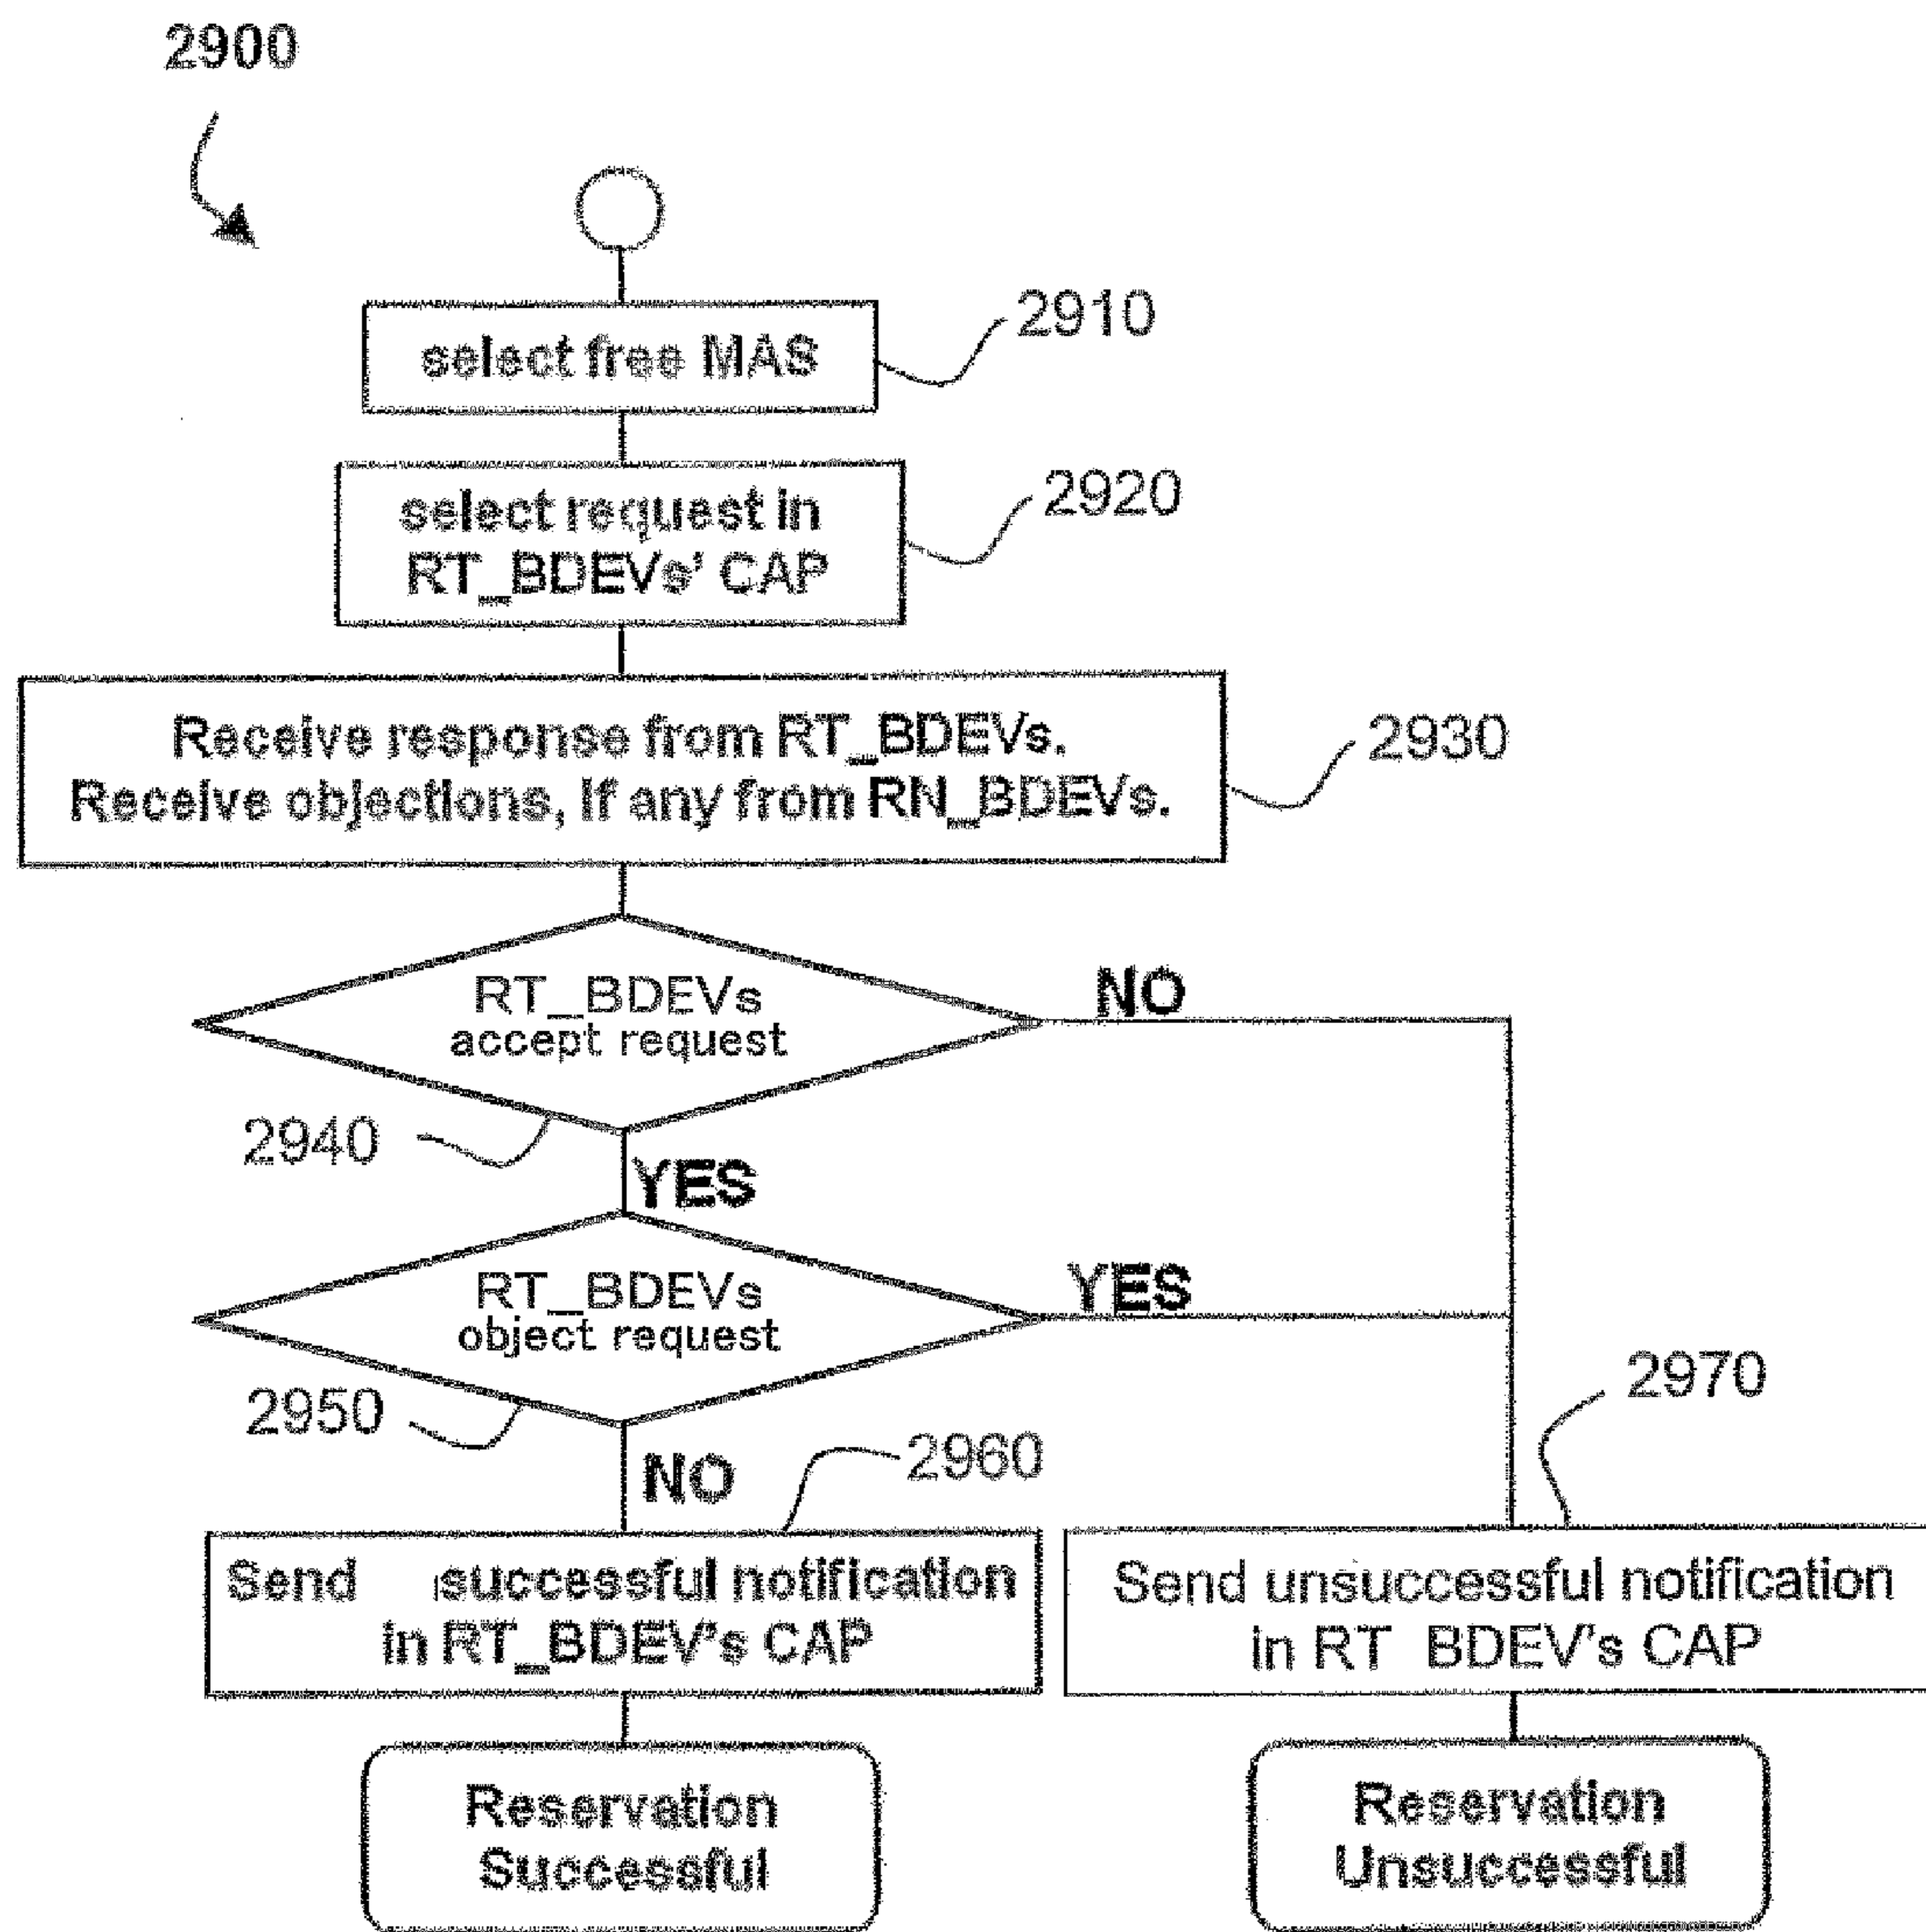 2900
select free MAS
2910
select request in
RT_BDEVs' CAP
2920
Receive response from RT_BDEVs.
Receive objections, If any from RN_BDEVs.
2930
RT_BDEVs
accept request
NO
2940
YES
RT_BDEVs
object request
YES
2950
NO
2960
2970
Send successful notification
in RT_BDEV's CAP
Send unsuccessful notification
in RT BDEV's CAP
Reservation
Successful
Reservation
Unsuccessful